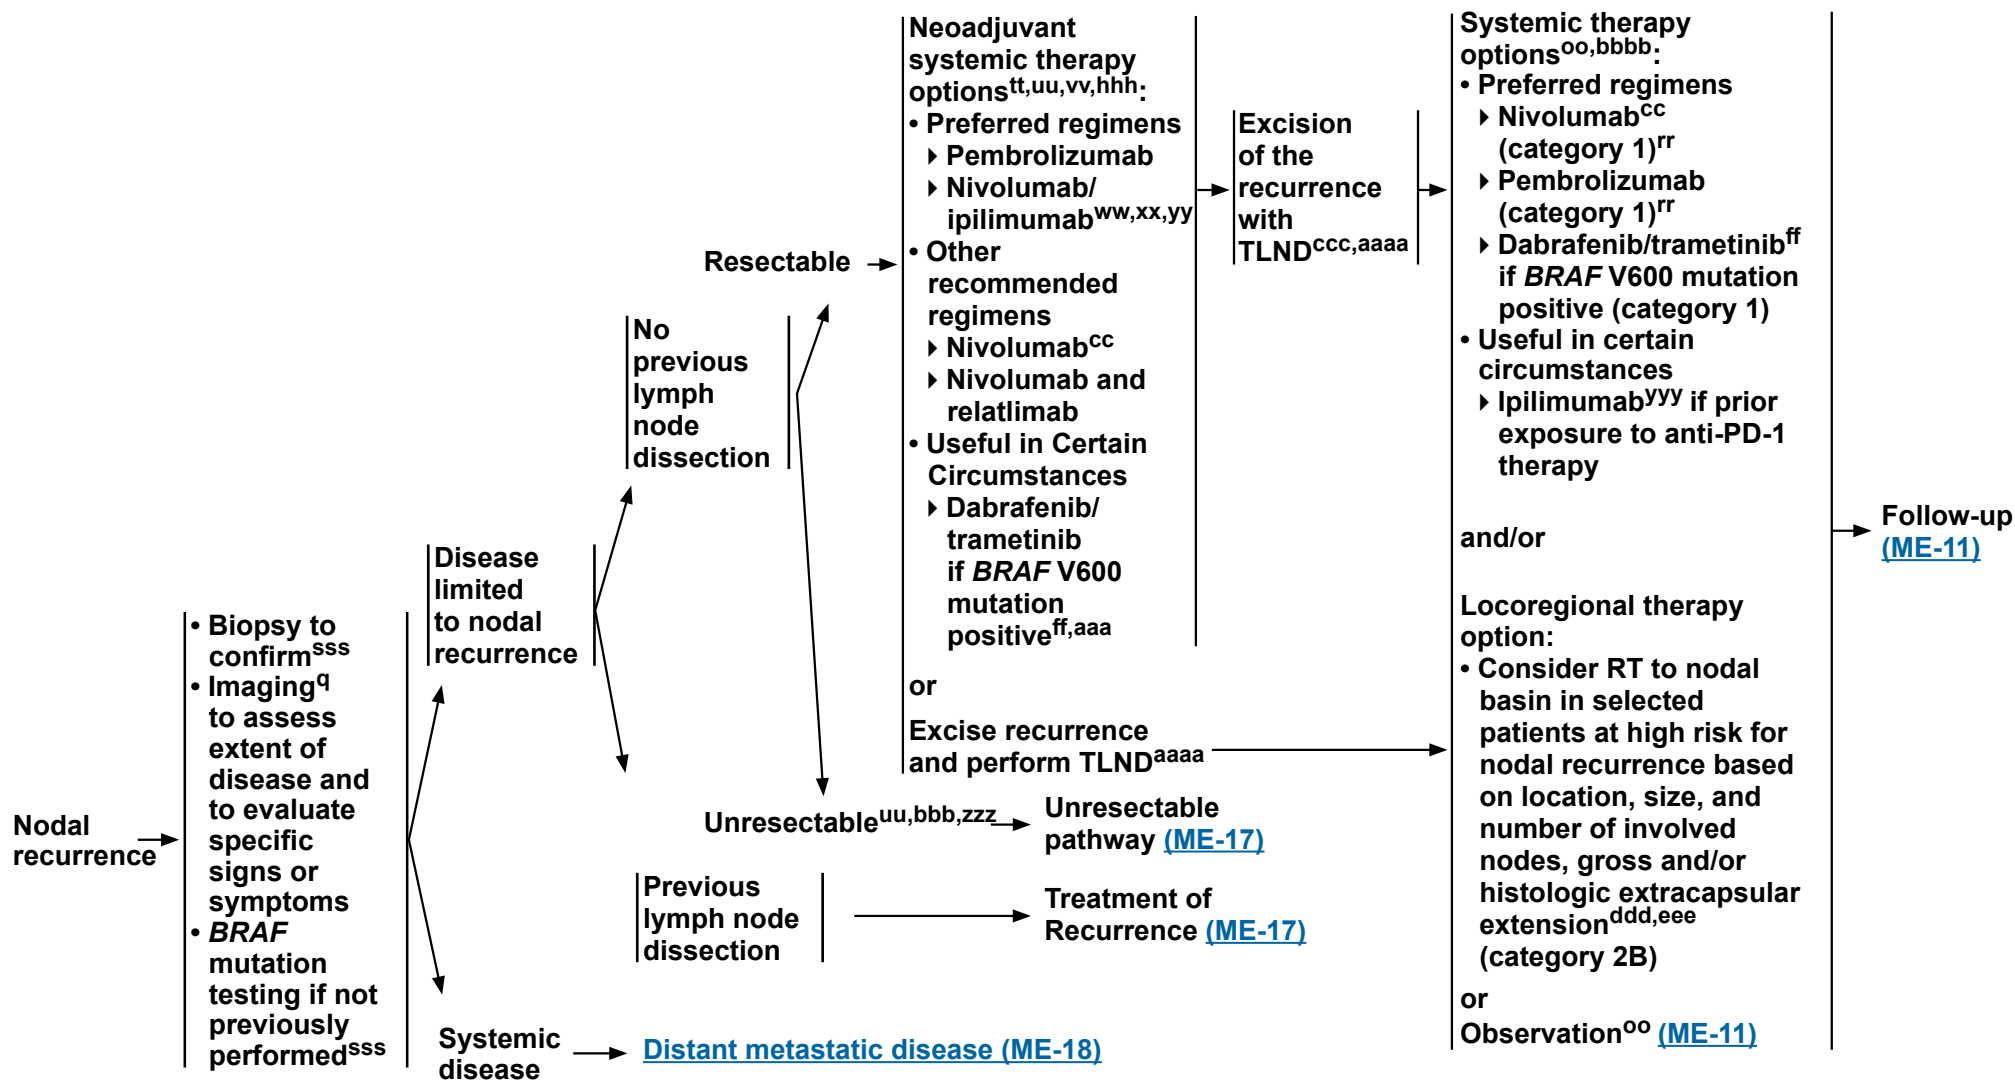 Nodal
recurrence
• Biopsy to
confirmsss
• Imagingq
to assess
extent of
disease and
to evaluate
specific
signs or
symptoms
• BRAF
mutation
testing if not
previously
performedsss
Disease
limited
to nodal
recurrence
Systemic
disease
Distant metastatic disease (ME-18)
No
previous
lymph
node
dissection
Previous
lymph node
dissection
Treatment of
Recurrence (ME-17)
Resectable
Unresectableuu,bbb,zzz
Unresectable
pathway (ME-17)
Neoadjuvant
systemic therapy
optionstt,uu,vv,hhh:
• Preferred regimens
▸ Pembrolizumab
▸ Nivolumab/
ipilimumabww,xx,yy
• Other
recommended
regimens
▸ Nivolumabcc
▸ Nivolumab and
relatlimab
• Useful in Certain
Circumstances
▸ Dabrafenib/
trametinib
if BRAF V600
mutation
positiveff,aaa
or
Excise recurrence
and perform TLNDaaaa
Excision
of the
recurrence
with
TLNDccc,aaaa
Systemic therapy
optionsoo,bbbb:
• Preferred regimens
▸ Nivolumabcc
(category 1)rr
▸ Pembrolizumab
(category 1)rr
▸ Dabrafenib/trametinibff
if BRAF V600 mutation
positive (category 1)
• Useful in certain
circumstances
▸ Ipilimumabyyy if prior
exposure to anti-PD-1
therapy
and/or
Locoregional therapy
option:
• Consider RT to nodal
basin in selected
patients at high risk for
nodal recurrence based
on location, size, and
number of involved
nodes, gross and/or
histologic extracapsular
extensionddd,eee
(category 2B)
or
Observationoo (ME-11)
Follow-up
(ME-11)